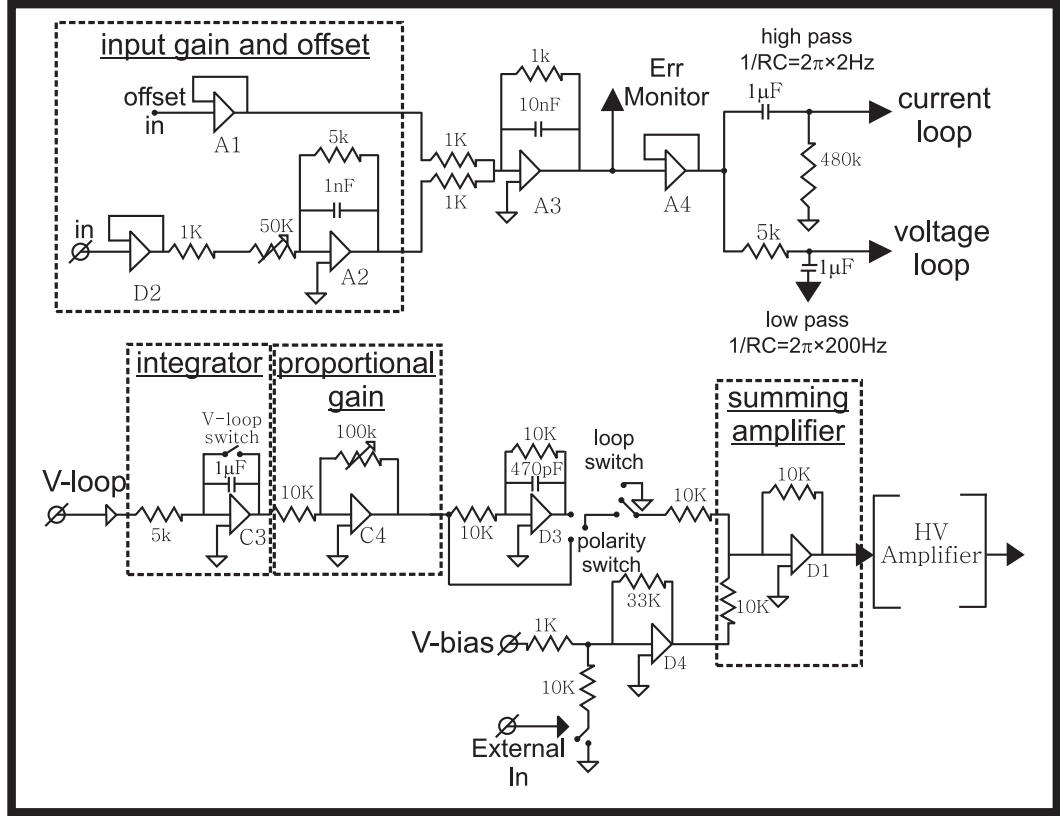 input gain and offset
offset
in
A1
5k
1nF
in
1K
50K
D2
A2
1K
1K
1k
10nF
A3
Err
Monitor
A4
high pass
1/RC=2π×2Hz
1μF
current
loop
480k
5k
voltage
loop
1μF
low pass
1/RC=2π×200Hz
integrator
proportional
gain
V-loop
switch
1μF
V-loop
5k
C3
100k
10K
C4
10K
470pF
10K
D3
loop
switch
polarity
switch
10K
summing
amplifier
10K
D1
10K
HV
Amplifier
33K
V-bias
1K
D4
10K
External
In